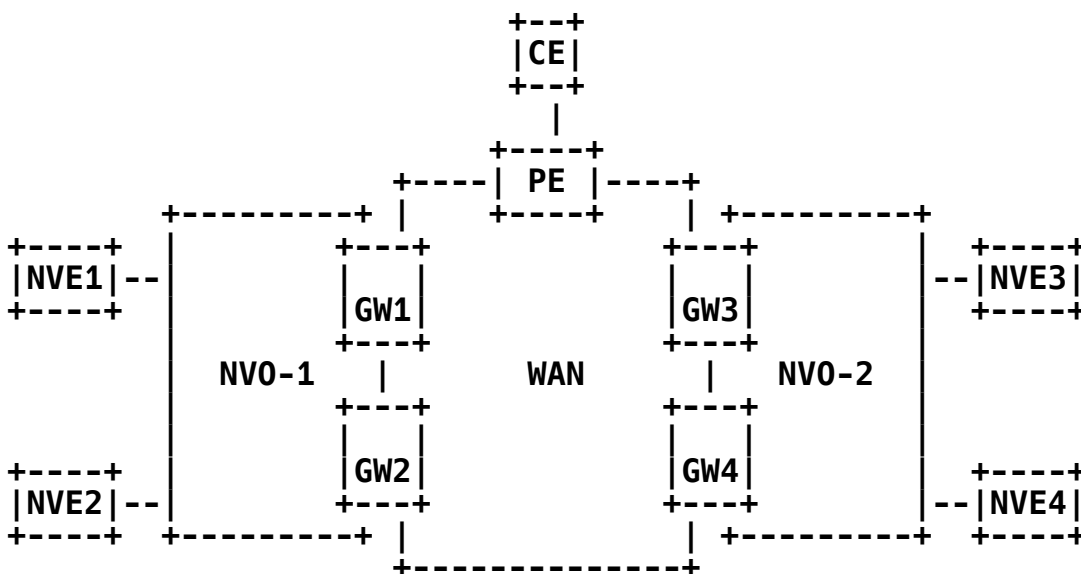 CE
PE
NVE1 NVE3
GW1 GW3
NVO-1 WAN NVO-2
GW2 GW4
NVE2 NVE4